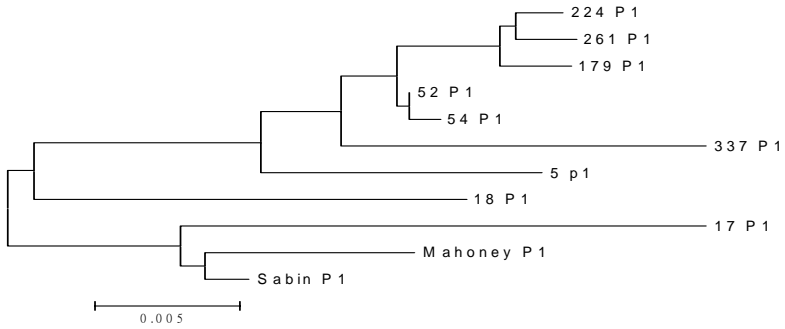 224 P1
261 P1
179 P1
52 P1
54 P1
337 P1
5 p1
18 P1
17 P1
Mahoney P1
Sabin P1
0.005